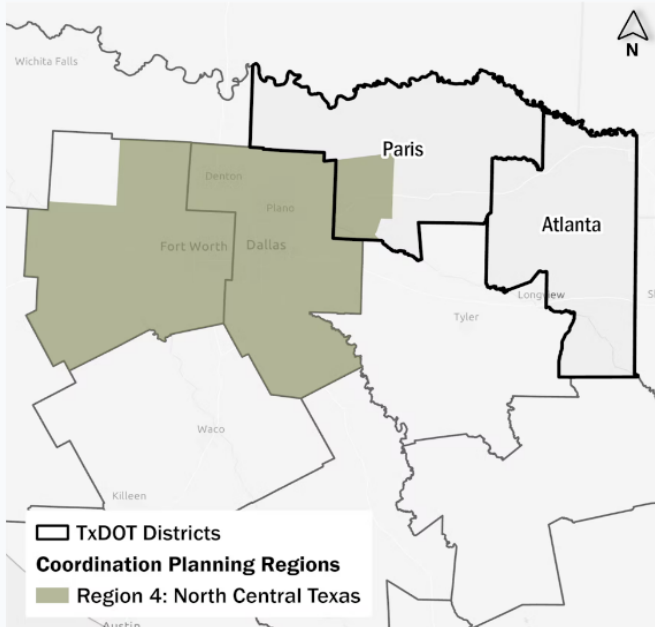 N
Wichita Falls
Paris
Denton
Plano
Atlanta
Fort Worth
Dallas
Longview
Tyler
Waco
Killeen
TxDOT Districts
Coordination Planning Regions
Region 4: North Central Texas
Austin